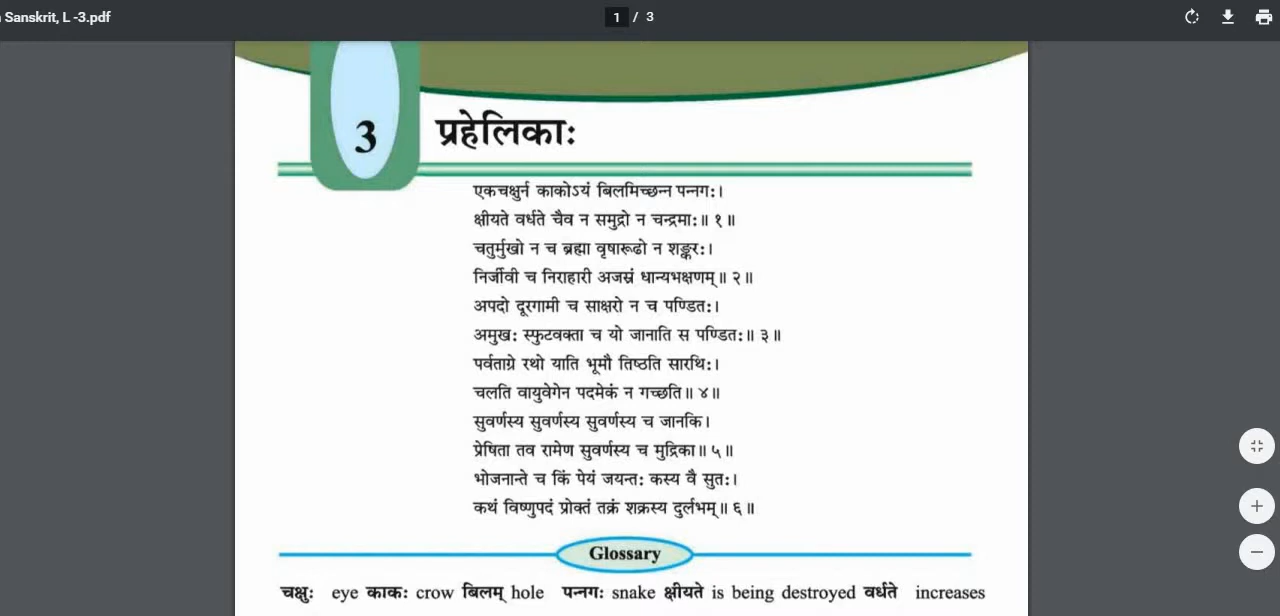 Sanskrit, L -3.pdf
1 / 3
3 प्रहेलिकाः
एकचक्षुर्न काकोऽयं बिलमिच्छन्न पन्नगः।
क्षीयते वर्धते चैव न समुद्रो न चन्द्रमाः॥ १॥
चतुर्मुखो न च ब्रह्मा वृषारूढो न शङ्करः।
निर्जीवी च निराहारी अजस्रं धान्यभक्षणम्॥ २॥
अपदो दूरगामी च साक्षरो न च पण्डितः।
अमुखः स्फुटवक्ता च यो जानाति स पण्डितः॥ ३॥
पर्वताग्रे रथो याति भूमौ तिष्ठति सारथिः।
चलति वायुवेगेन पदमेकं न गच्छति॥ ४॥
सुवर्णस्य सुवर्णस्य सुवर्णस्य च जानकि।
प्रेषिता तव रामेण सुवर्णस्य च मुद्रिका॥ ५॥
भोजनान्ते च किं पेयं जयन्तः कस्य वै सुतः।
कथं विष्णुपदं प्रोक्तं तक्रं शक्रस्य दुर्लभम्॥ ६॥
Glossary
चक्षुः eye काकः crow बिलम् hole पन्नगः snake क्षीयते is being destroyed वर्धते increases